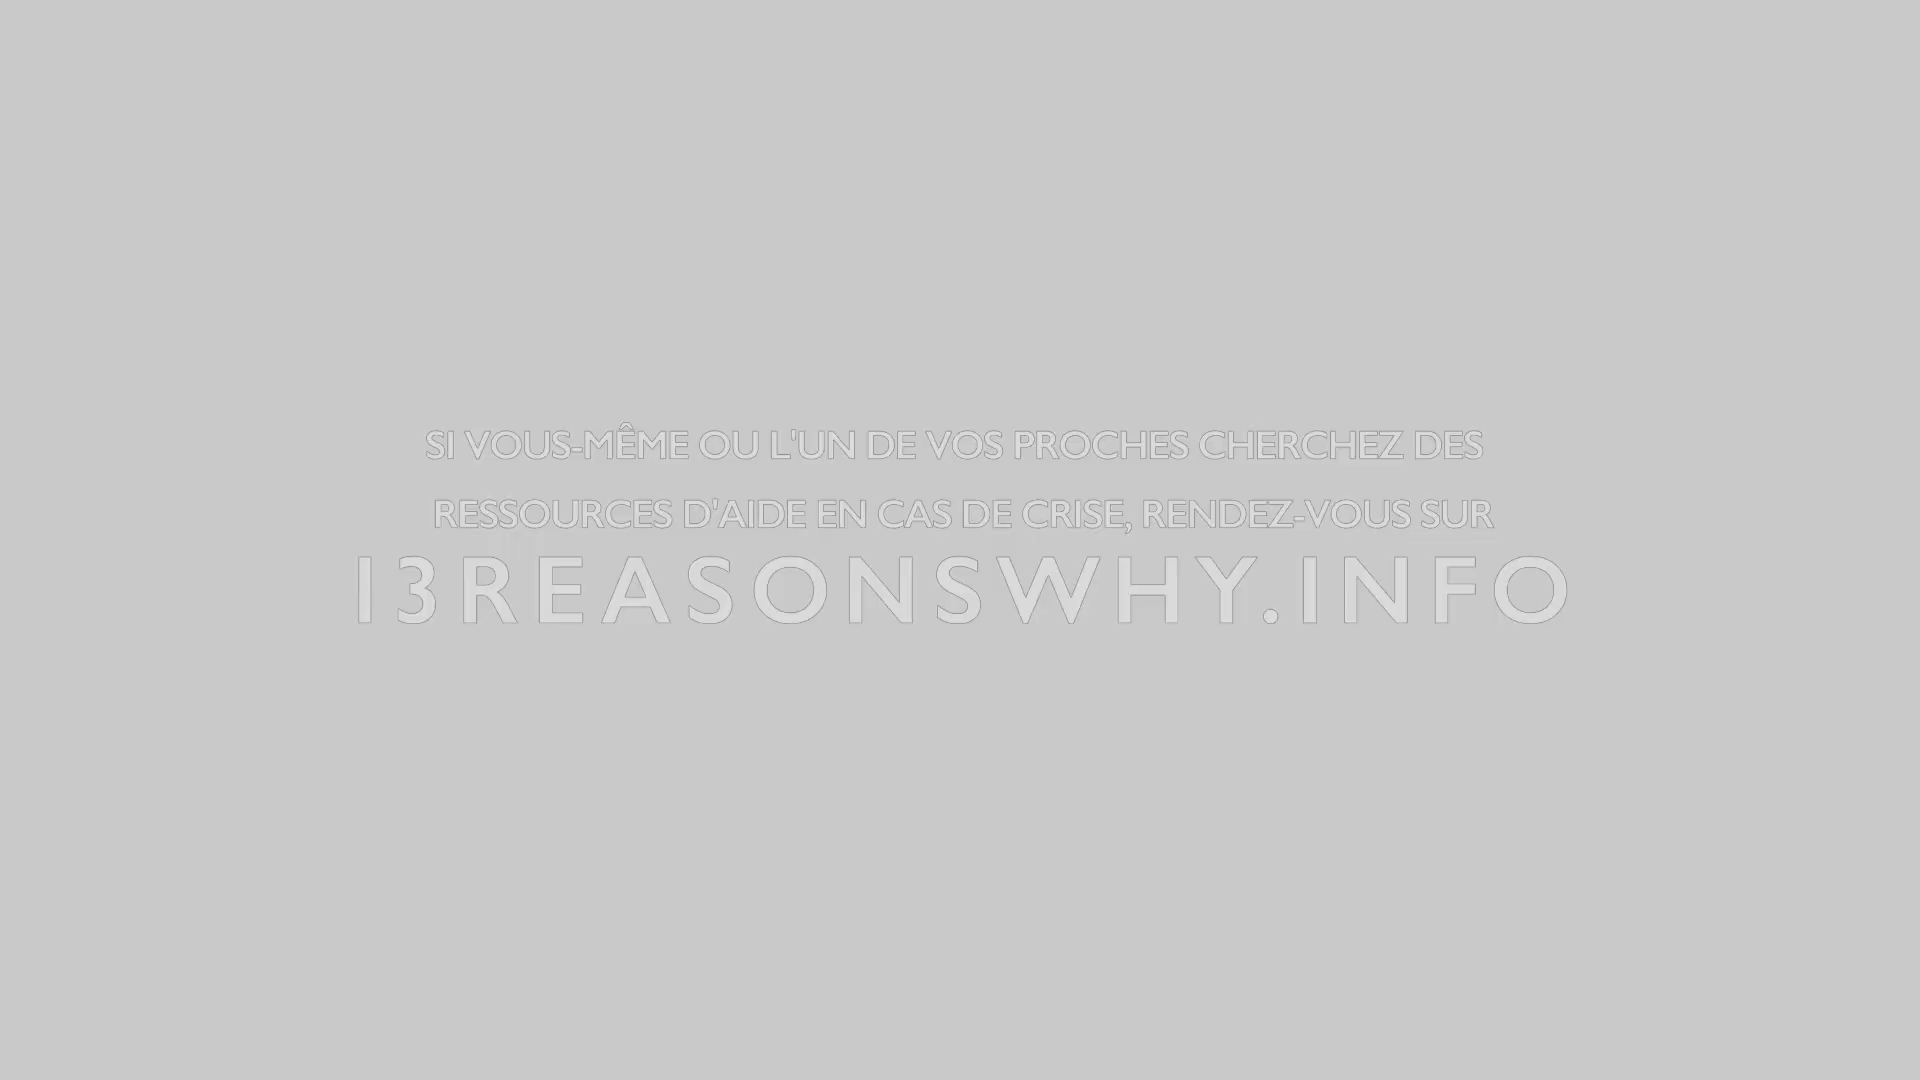 SI VOUS-MÊME OU L'UN DE VOS PROCHES CHERCHEZ DES
RESSOURCES D'AIDE EN CAS DE CRISE, RENDEZ-VOUS SUR
13REASONSWHY.INFO